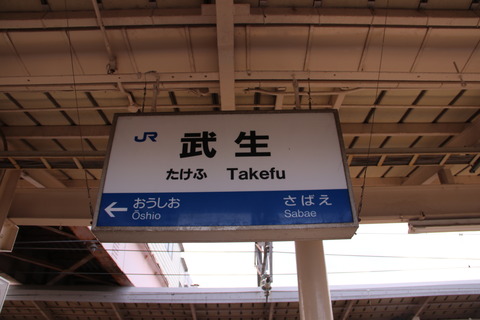 JR 武生
たけふ Takefu
← おうしお さばえ
Ōshio Sabae